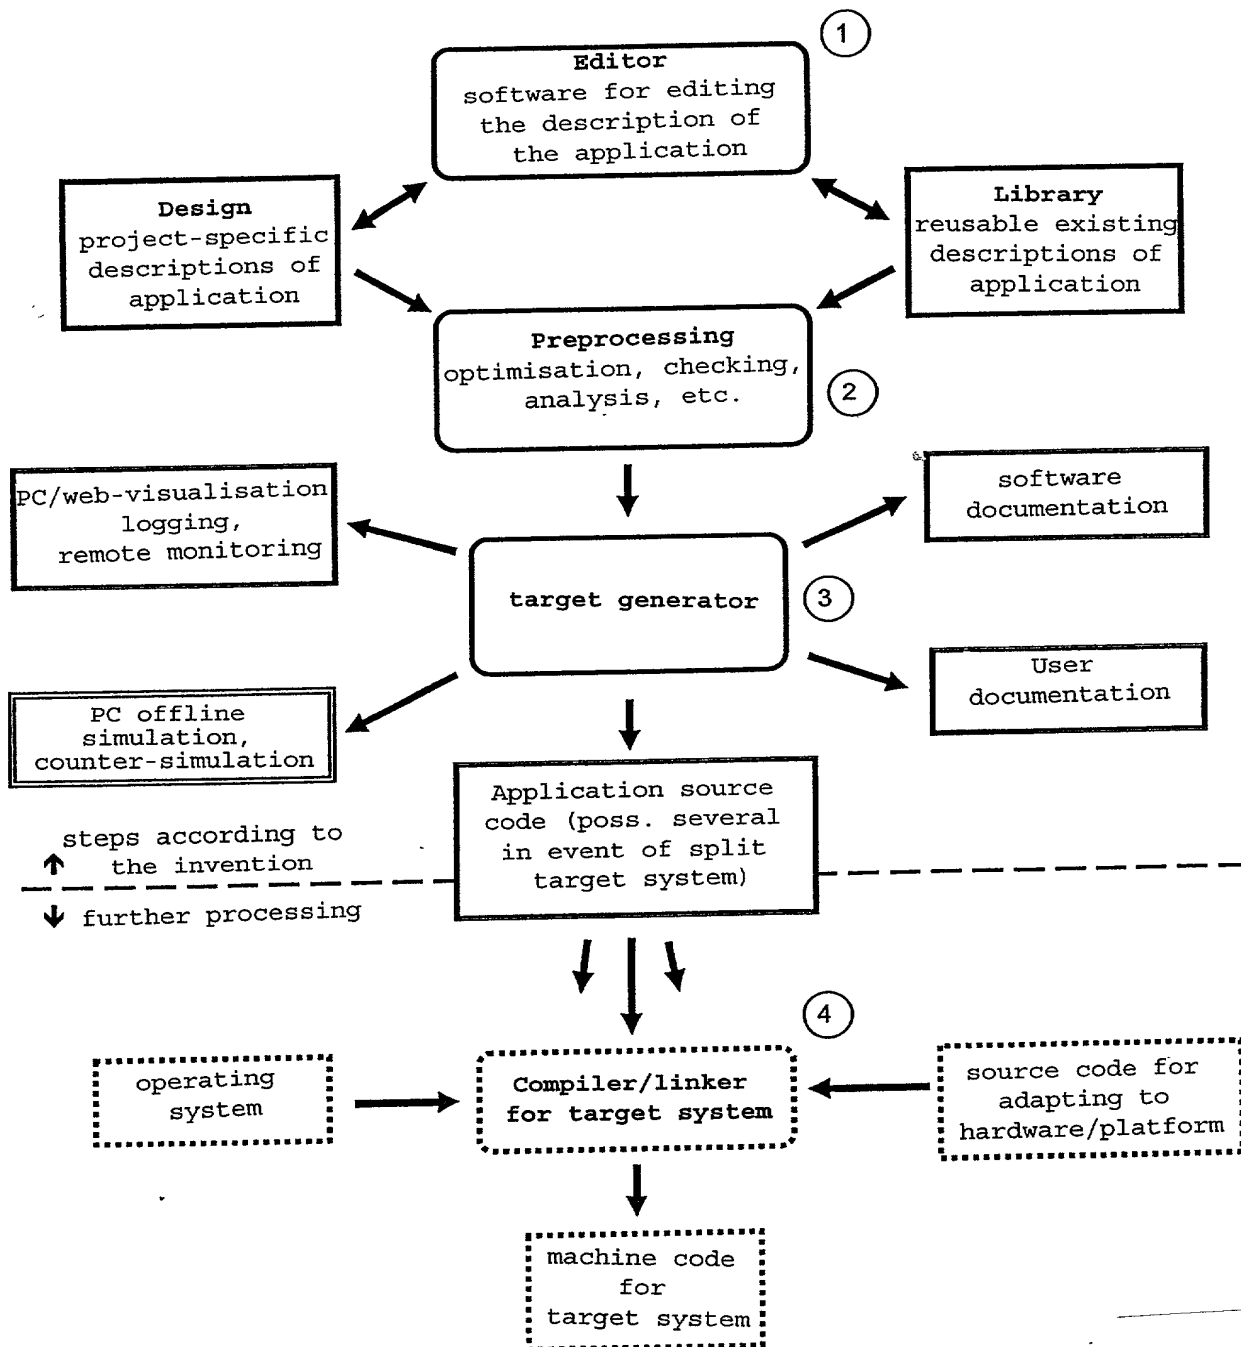 1
Editor
software for editing
the description of
the application
Design
project-specific
descriptions of
application
Library
reusable existing
descriptions of
application
Preprocessing
optimisation, checking,
analysis, etc.
2
PC/web-visualisation
logging,
remote monitoring
software
documentation
target generator
3
User
documentation
PC offline
simulation,
counter-simulation
Application source
code (poss. several
in event of split
target system)
steps according to
the invention
further processing
4
operating
system
Compiler/linker
for target system
source code for
adapting to
hardware/platform
machine code
for
target system